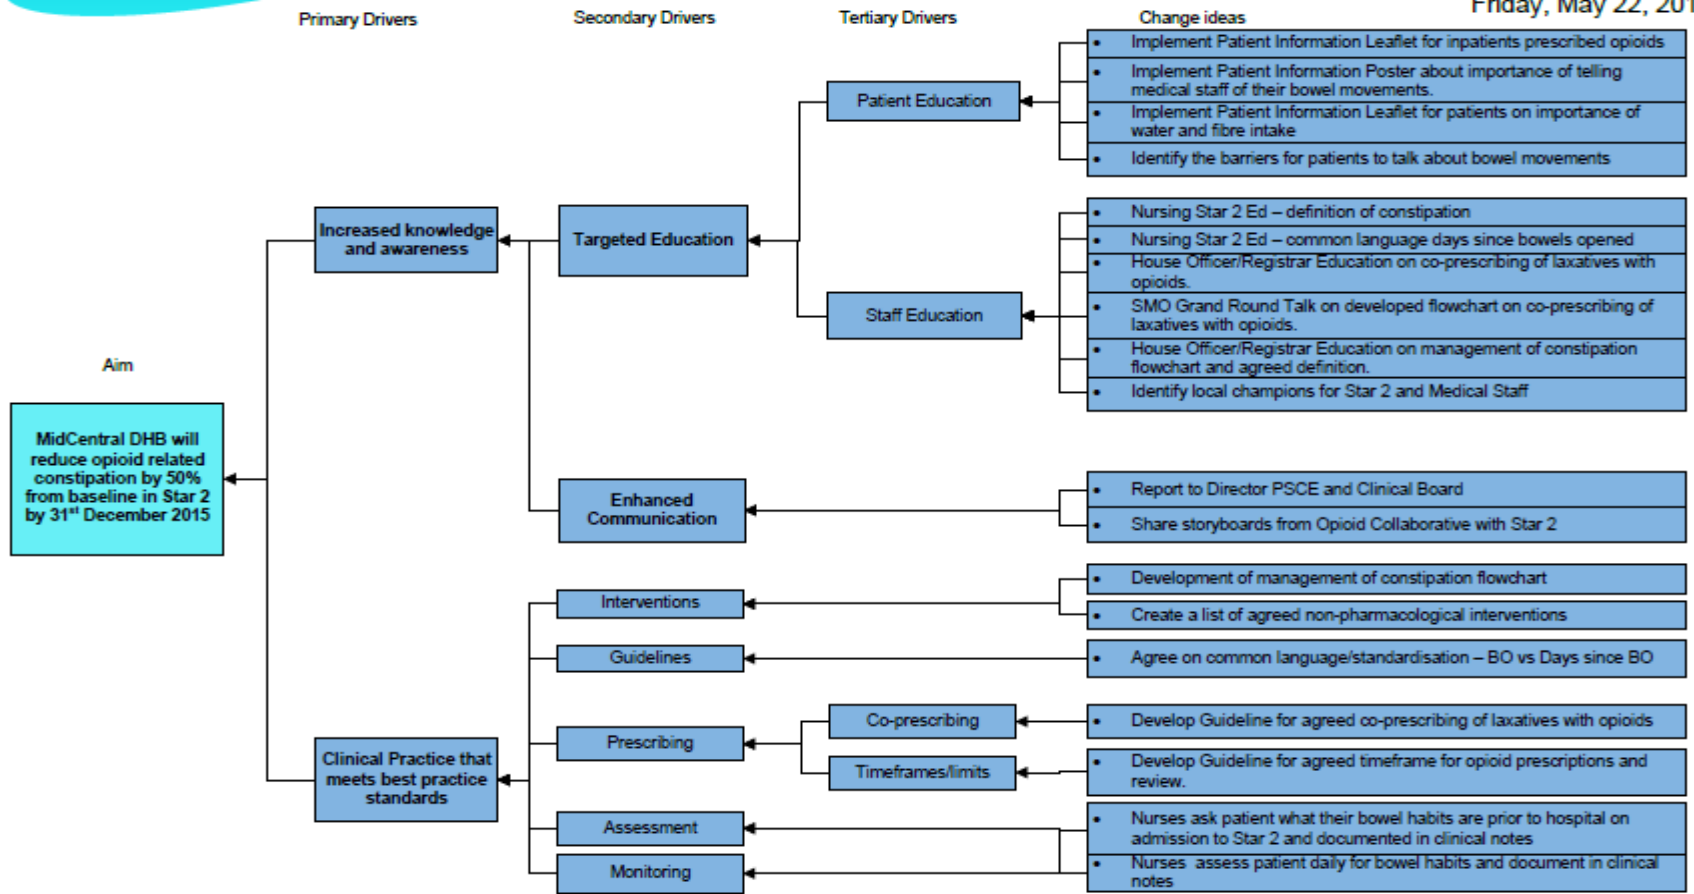 Friday, May 22, 201
Primary Drivers
Secondary Drivers
Tertiary Drivers
Change ideas
Aim
MidCentral DHB will
reduce opioid related
constipation by 50%
from baseline in Star 2
by 31st December 2015
Increased knowledge
and awareness
Clinical Practice that
meets best practice
standards
Targeted Education
Enhanced
Communication
Interventions
Guidelines
Prescribing
Assessment
Monitoring
Patient Education
Staff Education
Co-prescribing
Timeframes/limits
• Implement Patient Information Leaflet for inpatients prescribed opioids
• Implement Patient Information Poster about importance of telling
medical staff of their bowel movements.
• Implement Patient Information Leaflet for patients on importance of
water and fibre intake
• Identify the barriers for patients to talk about bowel movements
• Nursing Star 2 Ed – definition of constipation
• Nursing Star 2 Ed – common language days since bowels opened
• House Officer/Registrar Education on co-prescribing of laxatives with
opioids.
• SMO Grand Round Talk on developed flowchart on co-prescribing of
laxatives with opioids.
• House Officer/Registrar Education on management of constipation
flowchart and agreed definition.
• Identify local champions for Star 2 and Medical Staff
• Report to Director PSCE and Clinical Board
• Share storyboards from Opioid Collaborative with Star 2
• Development of management of constipation flowchart
• Create a list of agreed non-pharmacological interventions
• Agree on common language/standardisation – BO vs Days since BO
• Develop Guideline for agreed co-prescribing of laxatives with opioids
• Develop Guideline for agreed timeframe for opioid prescriptions and
review.
• Nurses ask patient what their bowel habits are prior to hospital on
admission to Star 2 and documented in clinical notes
• Nurses assess patient daily for bowel habits and document in clinical
notes